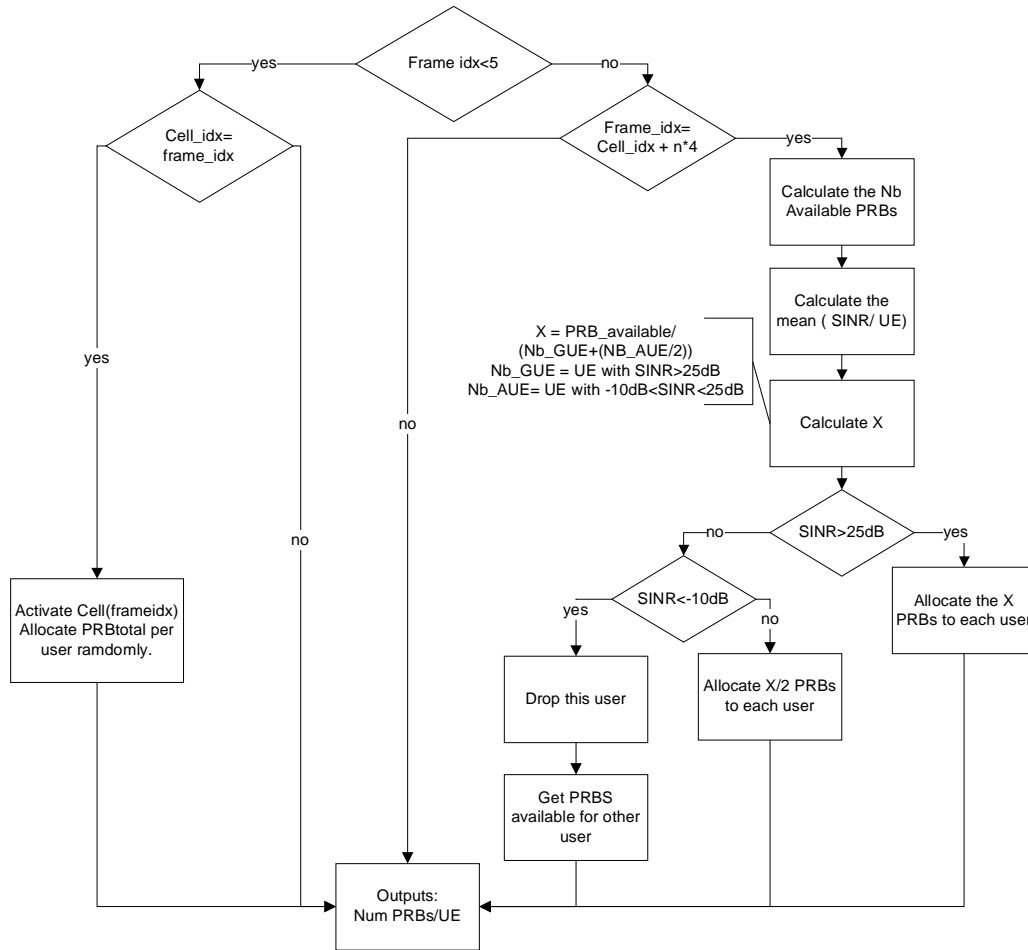 Frame idx<5
yes
no
Cell_idx=
frame_idx
Frame_idx=
Cell_idx + n*4
yes
Calculate the Nb
Available PRBs
Calculate the
mean ( SINR/ UE)
X = PRB_available/
(Nb_GUE+(NB_AUE/2))
Nb_GUE = UE with SINR>25dB
Nb_AUE= UE with -10dB<SINR<25dB
yes
no
Calculate X
no
SINR>25dB
no
yes
Activate Cell(frameidx)
Allocate PRBtotal per
user ramdomly.
SINR<-10dB
yes
no
Allocate the X
PRBs to each user
Drop this user
Allocate X/2 PRBs
to each user
Get PRBS
available for other
user
Outputs:
Num PRBs/UE